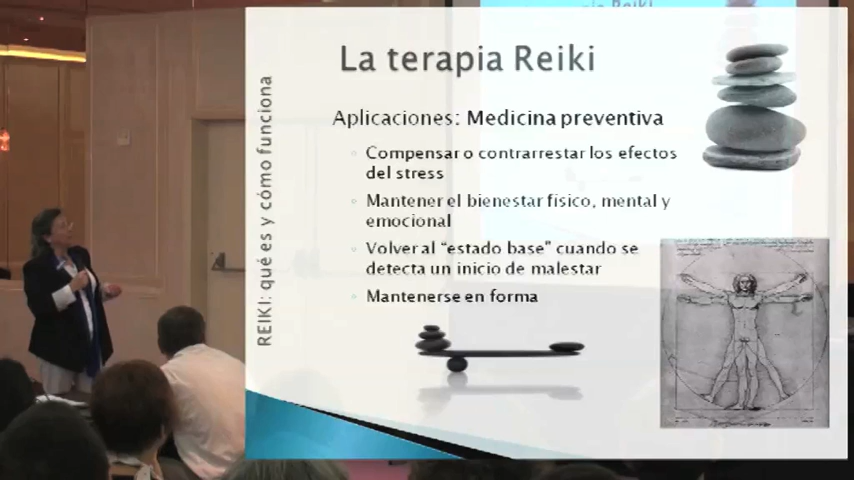 La terapia Reiki
REIKI: qué es y cómo funciona
Aplicaciones: Medicina preventiva
Compensar o contrarrestar los efectos
del stress
Mantener el bienestar físico, mental y
emocional
Volver al “estado base” cuando se
detecta un inicio de malestar
Mantenerse en forma